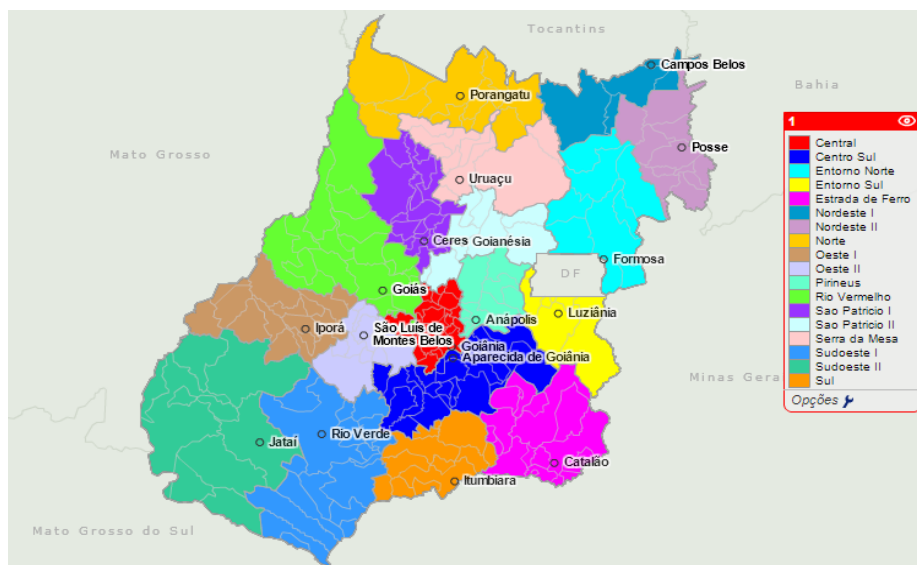 Tocantins
Campos Belos
Bahia
Porangatu
Mato Grosso
Posse
Uruaçu
Ceres
Goianésia
Formosa
DF
Goiás
Luziânia
Anápolis
Iporá
São Luís de
Montes Belos
Goiânia
Aparecida de Goiânia
Minas Gera
Rio Verde
Jataí
Catalão
Itumbiara
Mato Grosso do Sul
1
Central
Centro Sul
Entorno Norte
Entorno Sul
Estrada de Ferro
Nordeste I
Nordeste II
Norte
Oeste I
Oeste II
Pirineus
Rio Vermelho
Sao Patricio I
Sao Patricio II
Serra da Mesa
Sudoeste I
Sudoeste II
Sul
Opções